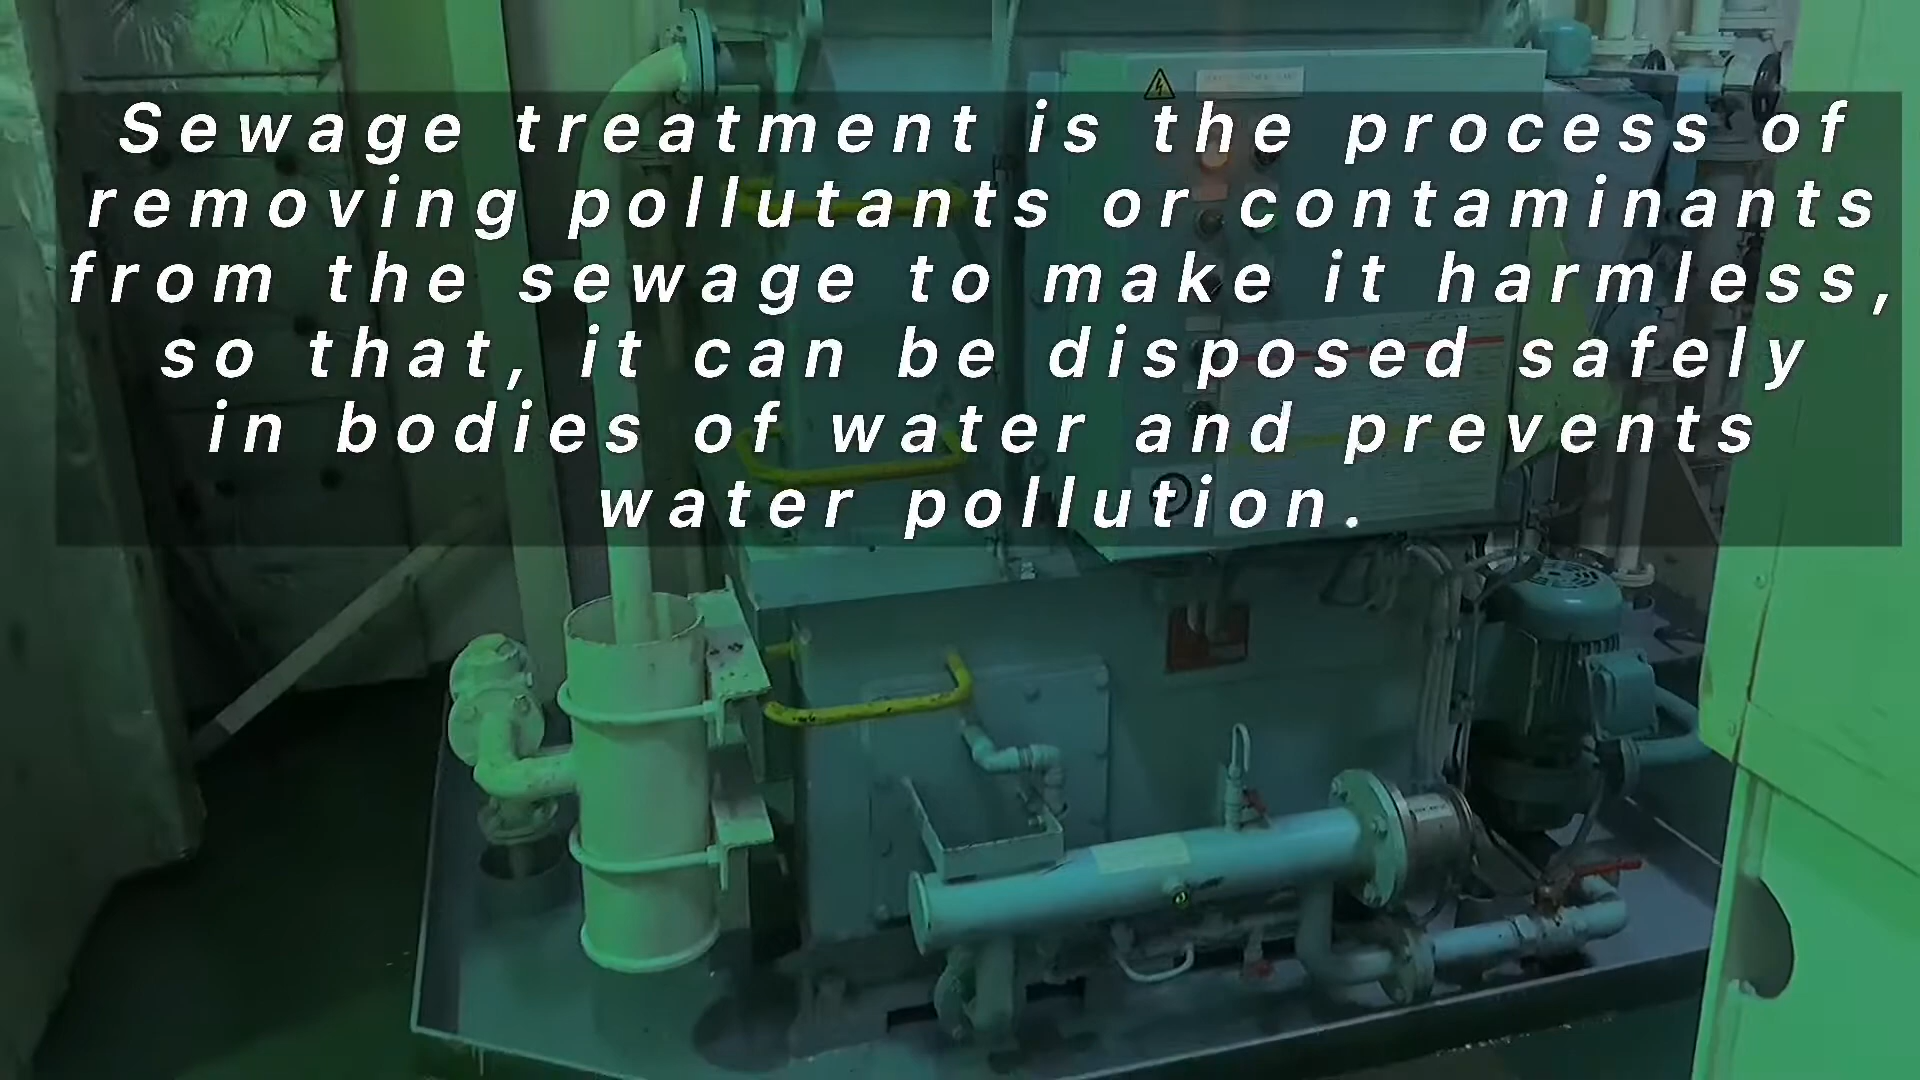 Sewage treatment is the process of
removing pollutants or contaminants
from the sewage to make it harmless,
so that, it can be disposed safely
in bodies of water and prevents
water pollution.